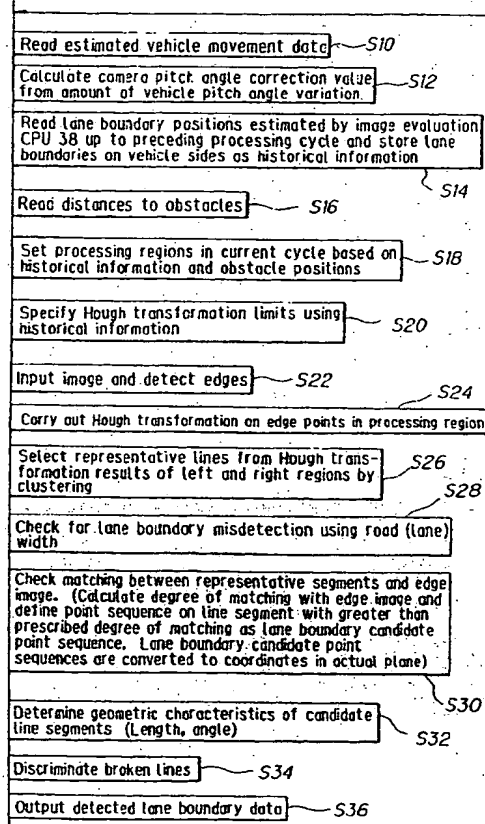 Read estimated vehicle movement data S10
Calculate camera pitch angle correction value
from amount of vehicle pitch angle variation. S12
Read lane boundary positions estimated by image evaluation
CPU 38 up to preceding processing cycle and store lane
boundaries on vehicle sides as historical information
S14
Read distances to obstacles S16
Set processing regions in current cycle based on
historical information and obstacle positions S18
Specify Hough transformation limits using
historical information S20
Input image and detect edges S22
S24
Carry out Hough transformation on edge points in processing region
Select representative lines from Hough trans-
formation results of left and right regions by
clustering S26
S28
Check for lane boundary misdetection using road (lane)
width
Check matching between representative segments and edge
image. (Calculate degree of matching with edge image and
define point sequence on line segment with greater than
prescribed degree of matching as lane boundary candidate
point sequence. Lane boundary candidate point
sequences are converted to coordinates in actual plane)
S30
Determine geometric characteristics of candidate
line segments (Length, angle) S32
Discriminate broken lines S34
Output detected lane boundary data S36